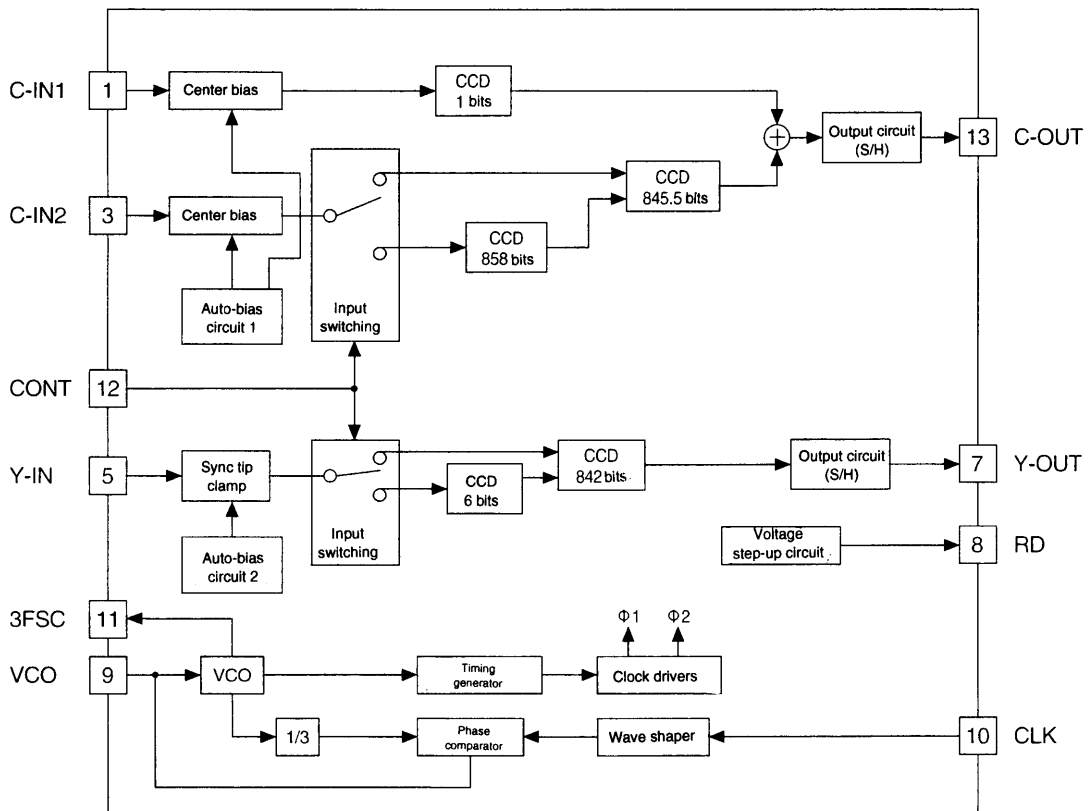 C-IN1
1
Center bias
CCD
1 bits
Output circuit
(S/H)
13
C-OUT
C-IN2
3
Center bias
CCD
845.5 bits
CCD
858 bits
Auto-bias
circuit 1
Input
switching
CONT
12
Y-IN
5
Sync tip
clamp
CCD
842 bits
CCD
6 bits
Output circuit
(S/H)
7
Y-OUT
Auto-bias
circuit 2
Input
switching
Voltage
step-up circuit
8
RD
3FSC
11
Φ1
Φ2
VCO
9
VCO
Timing
generator
Clock drivers
1/3
Phase
comparator
Wave shaper
10
CLK